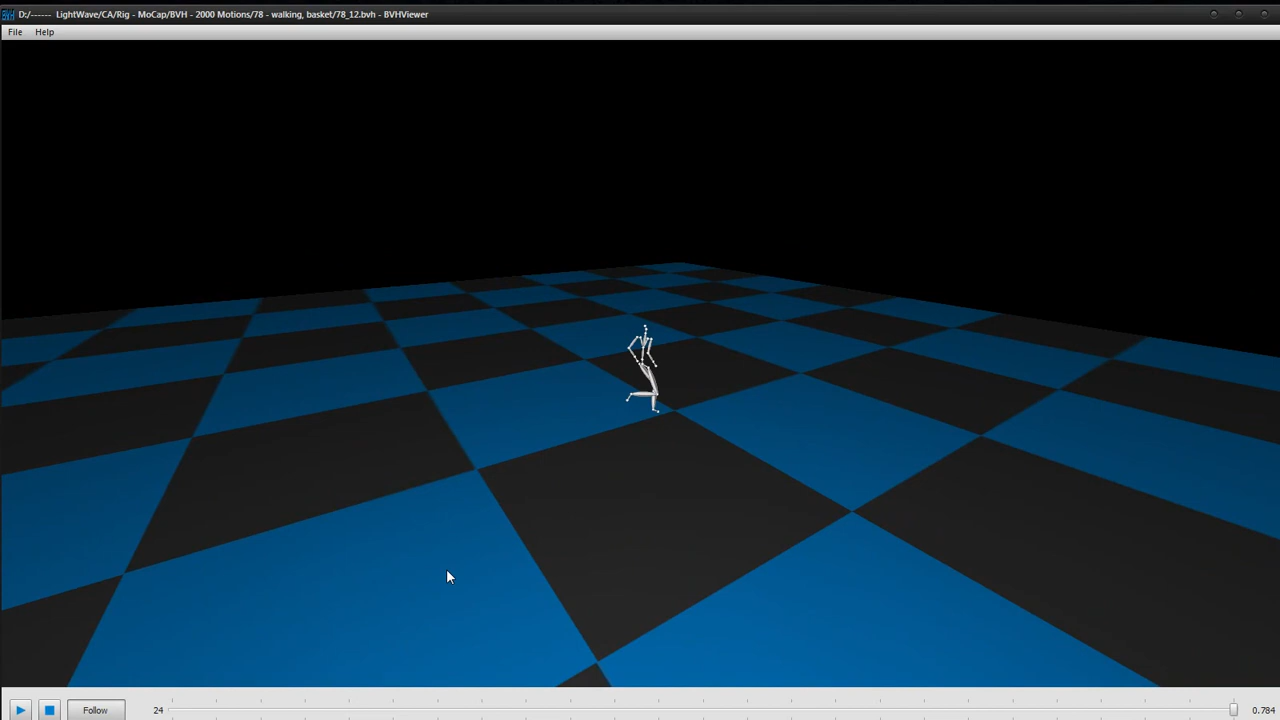 BVH D:/------ LightWave/CA/Rig - MoCap/BVH - 2000 Motions/78 - walking, basket/78_12.bvh - BVHViewer
File Help
Follow 24 0.784